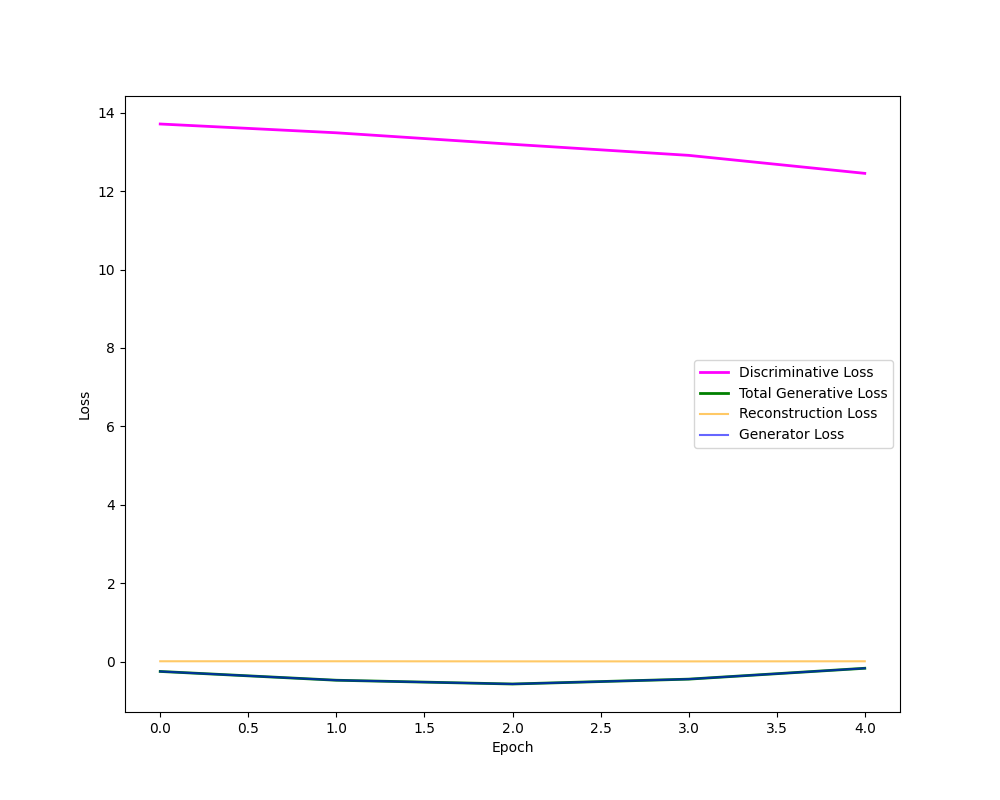 14
12
10
8
6
4
2
0
Loss
Discriminative Loss
Total Generative Loss
Reconstruction Loss
Generator Loss
0.0 0.5 1.0 1.5 2.0 2.5 3.0 3.5 4.0
Epoch